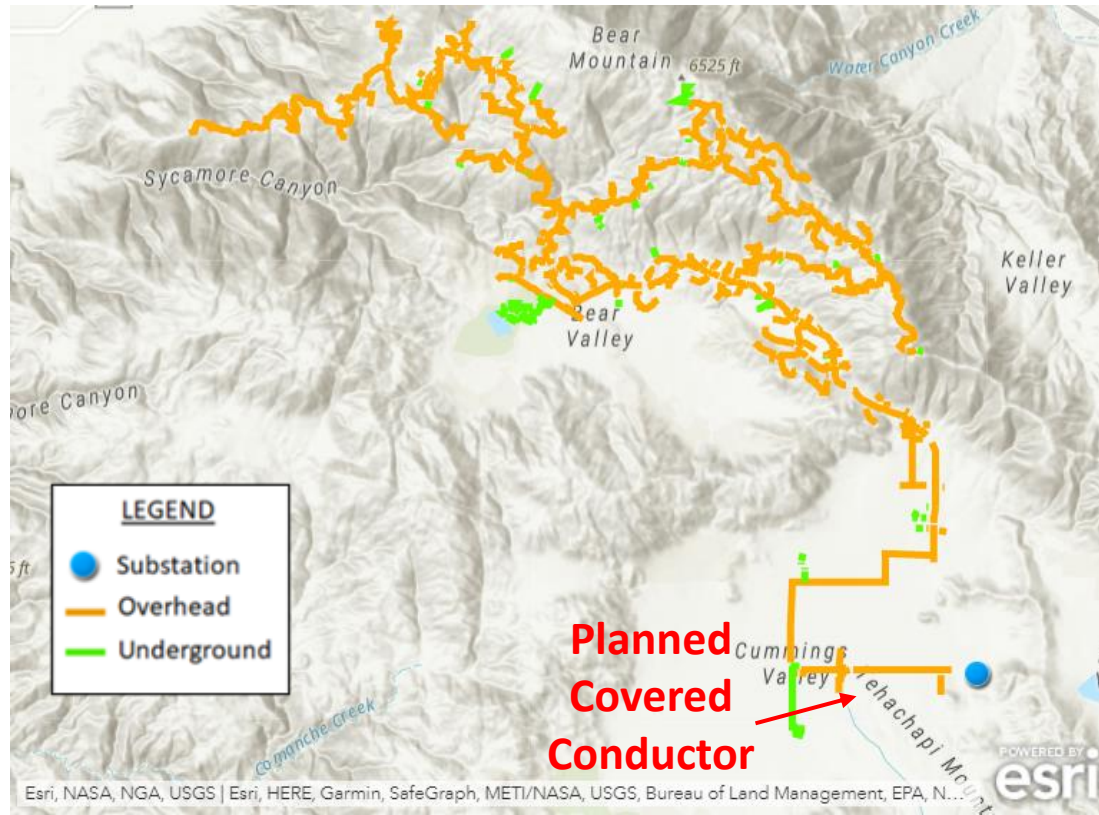 Bear
Mountain
6525 ft
Water Canyon Creek
Sycamore Canyon
Keller
Valley
Bear
Valley
ore Canyon
ft
LEGEND
Substation
Overhead
Underground
Planned
Covered
Conductor
Cummings
Valley
Tehachapi Mount
Comanche Creek
POWERED BY
esri
Esri, NASA, NGA, USGS | Esri, HERE, Garmin, SafeGraph, METI/NASA, USGS, Bureau of Land Management, EPA, N...